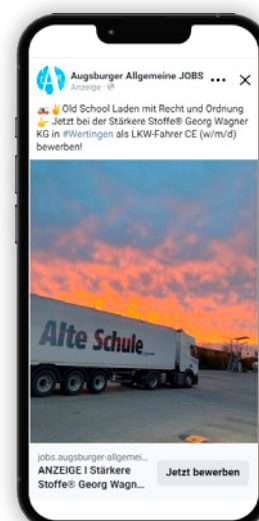 Augsburger Allgemeine JOBS
Anzeige
Old School Laden mit Recht und Ordnung
Jetzt bei der Stärkere Stoffe® Georg Wagner
KG in #Wertingen als LKW-Fahrer CE (w/m/d)
bewerben!
Alte Schule
jobs.augsburger-allgemei...
ANZEIGE I Stärkere
Stoffe® Georg Wagn...
Jetzt bewerben